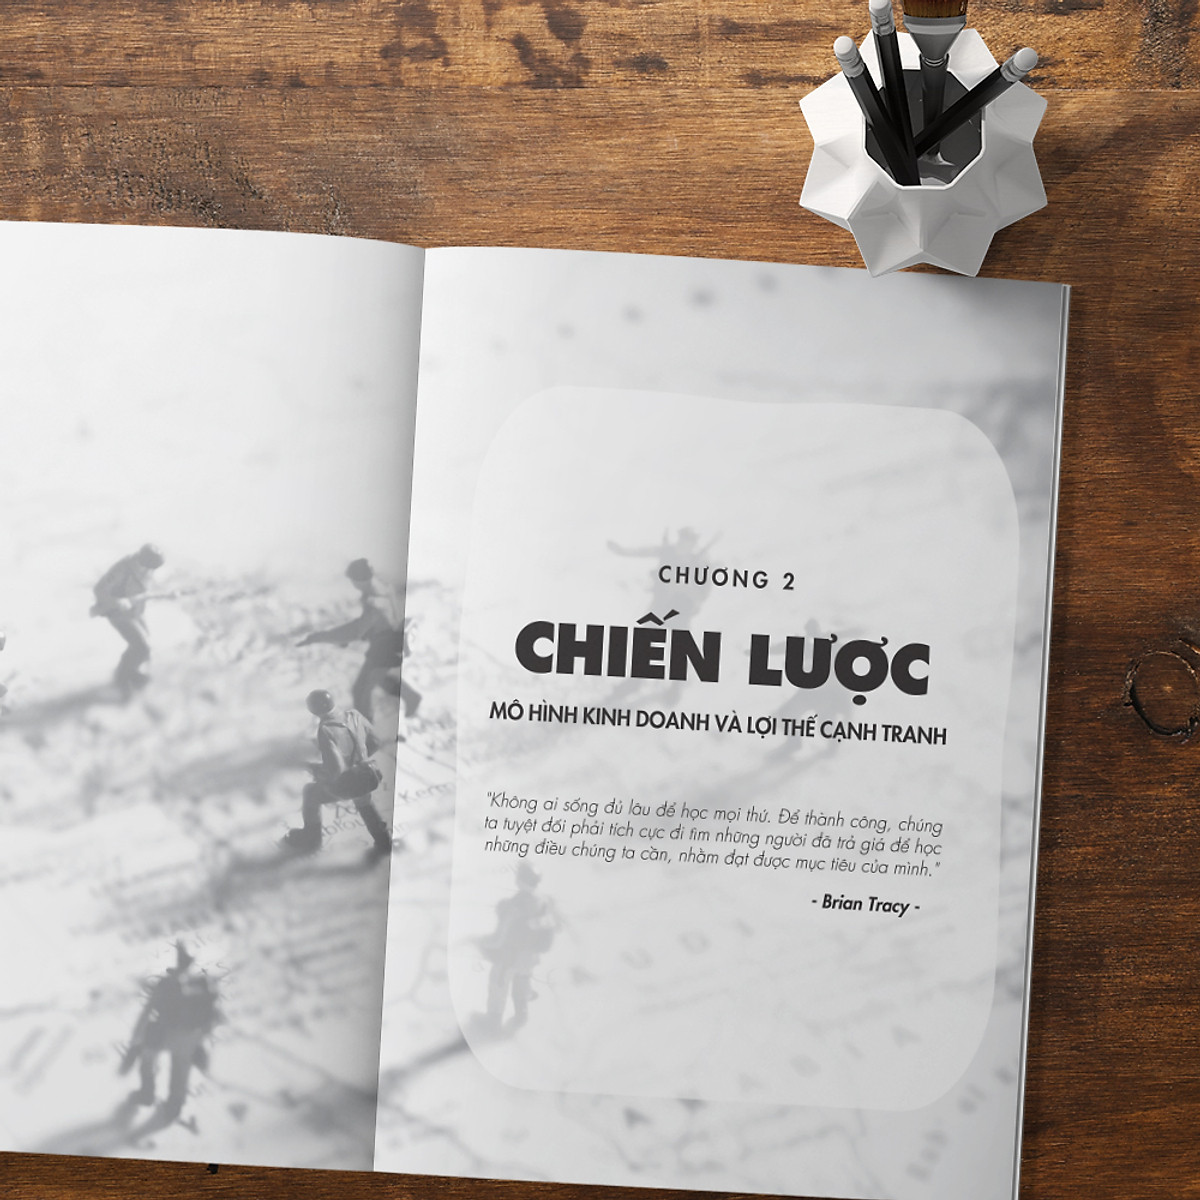 CHƯƠNG 2
CHIẾN LƯỢC
MÔ HÌNH KINH DOANH VÀ LỢI THẾ CẠNH TRANH
"Không ai sống đủ lâu để học mọi thứ. Để thành công, chúng
ta tuyệt đối phải tích cực đi tìm những người đã trả giá để học
những điều chúng ta cần, nhằm đạt được mục tiêu của mình."
- Brian Tracy -